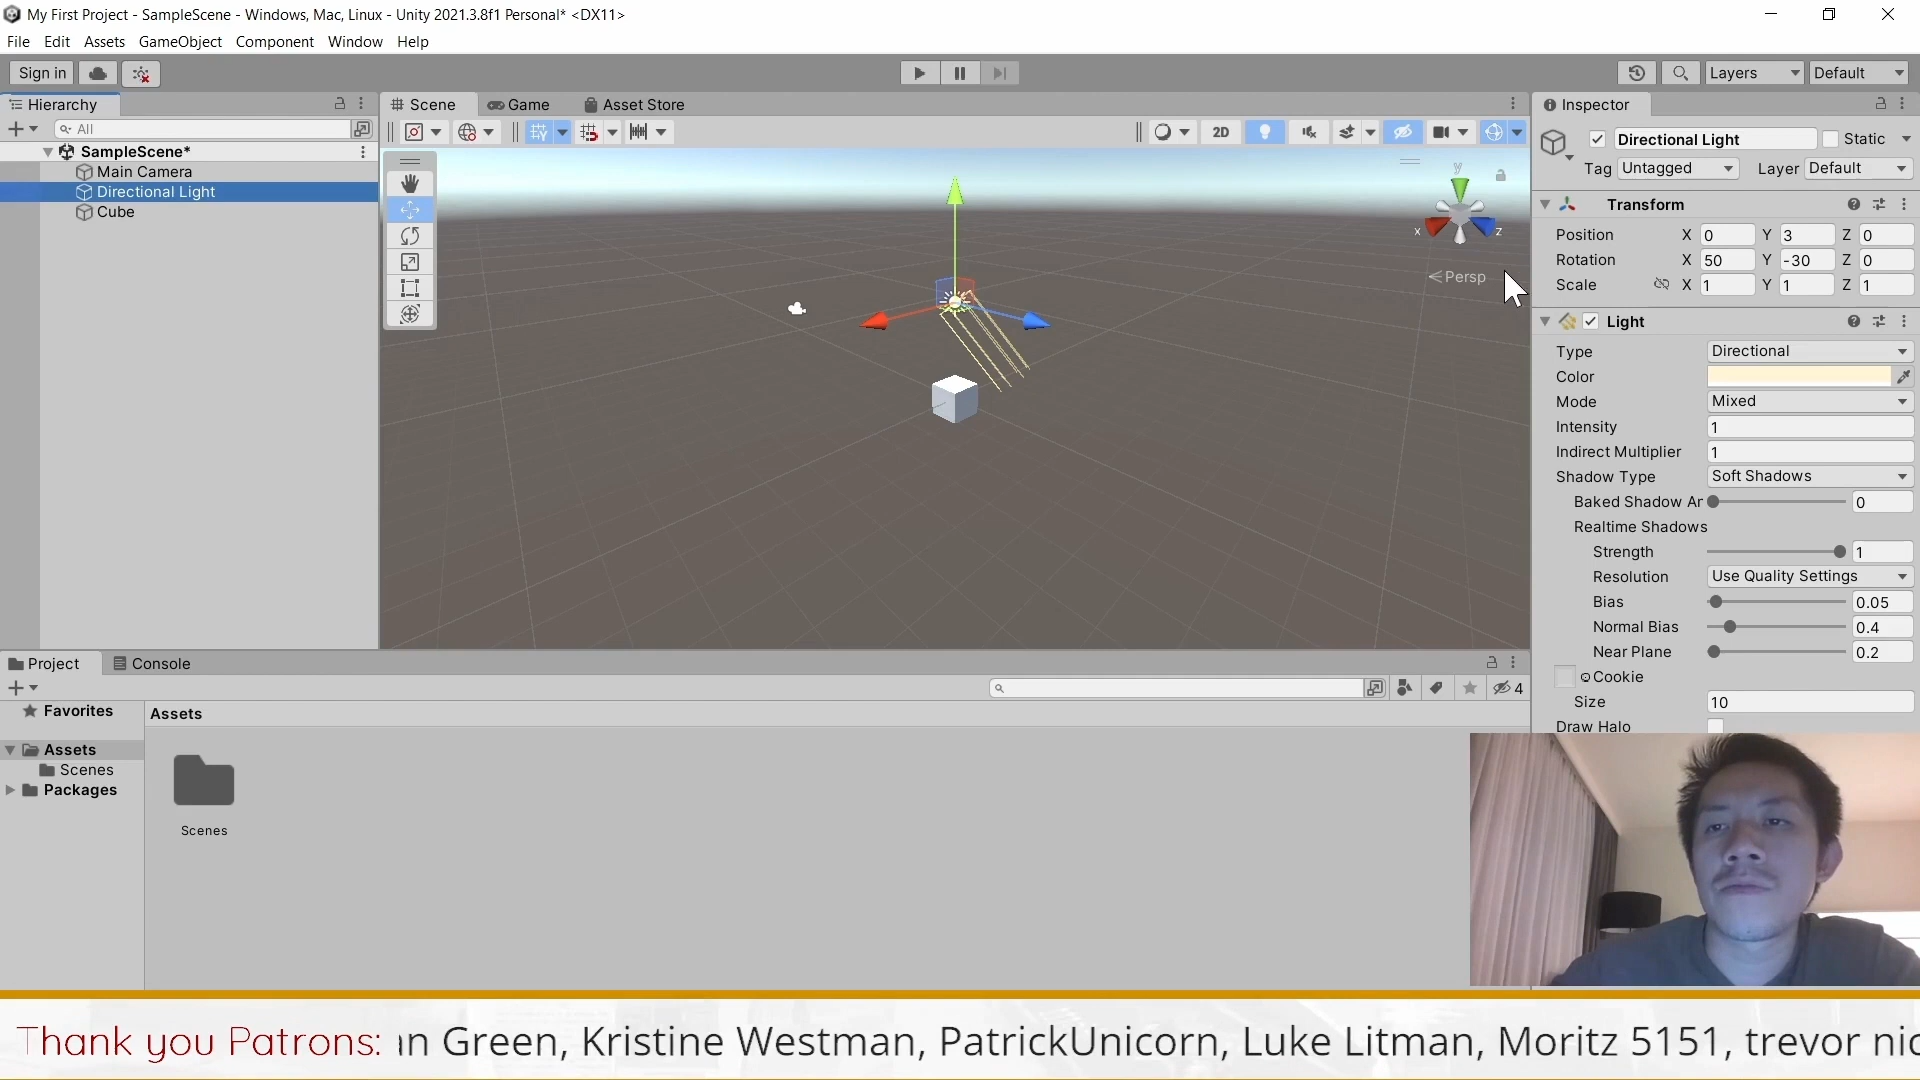 My First Project - SampleScene - Windows, Mac, Linux - Unity 2021.3.8f1 Personal* <DX11>
File Edit Assets GameObject Component Window Help
Sign in
Layers
Default
Hierarchy
All
SampleScene*
Main Camera
Directional Light
Cube
Scene
Game
Asset Store
2D
y
x
z
Persp
Inspector
Directional Light
Static
Tag Untagged Layer Default
Transform
Position X 0 Y 3 Z 0
Rotation X 50 Y -30 Z 0
Scale X 1 Y 1 Z 1
Light
Type Directional
Color
Mode Mixed
Intensity 1
Indirect Multiplier 1
Shadow Type Soft Shadows
Baked Shadow Ar 0
Realtime Shadows
Strength 1
Resolution Use Quality Settings
Bias 0.05
Normal Bias 0.4
Near Plane 0.2
Cookie
Size 10
Draw Halo
Project
Console
4
Favorites
Assets
Scenes
Packages
Assets
Scenes
Thank you Patrons: an Green, Kristine Westman, PatrickUnicorn, Luke Litman, Moritz 5151, trevor nic